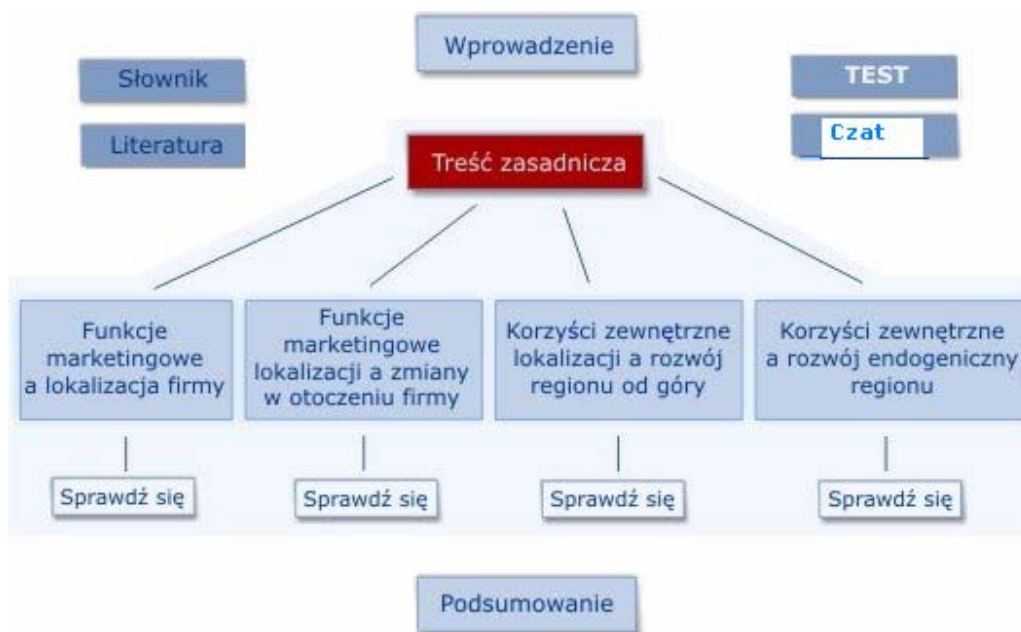 Wprowadzenie
Słownik
TEST
Literatura
Czat
Treść zasadnicza
Funkcje
marketingowe
a lokalizacja firmy
Funkcje
marketingowe
lokalizacji a zmiany
w otoczeniu firmy
Korzyści zewnętrzne
lokalizacji a rozwój
regionu od góry
Korzyści zewnętrzne
a rozwój endogeniczny
regionu
Sprawdź się
Sprawdź się
Sprawdź się
Sprawdź się
Podsumowanie